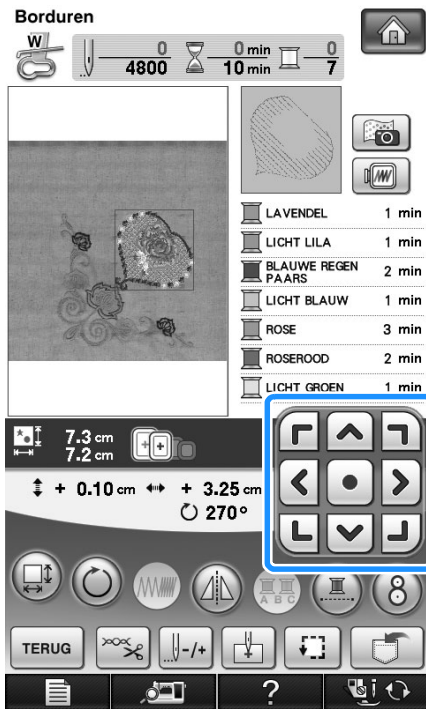 Borduren
W
0 0 min 0
4800 10 min 7
LAVENDEL 1 min
LICHT LILA 1 min
BLAUWE REGEN PAARS 2 min
LICHT BLAUW 1 min
ROSE 3 min
ROSEROOD 2 min
LICHT GROEN 1 min
7.3 cm
7.2 cm
+ 0.10 cm + 3.25 cm
270°
A B C
8
TERUG -/+
?